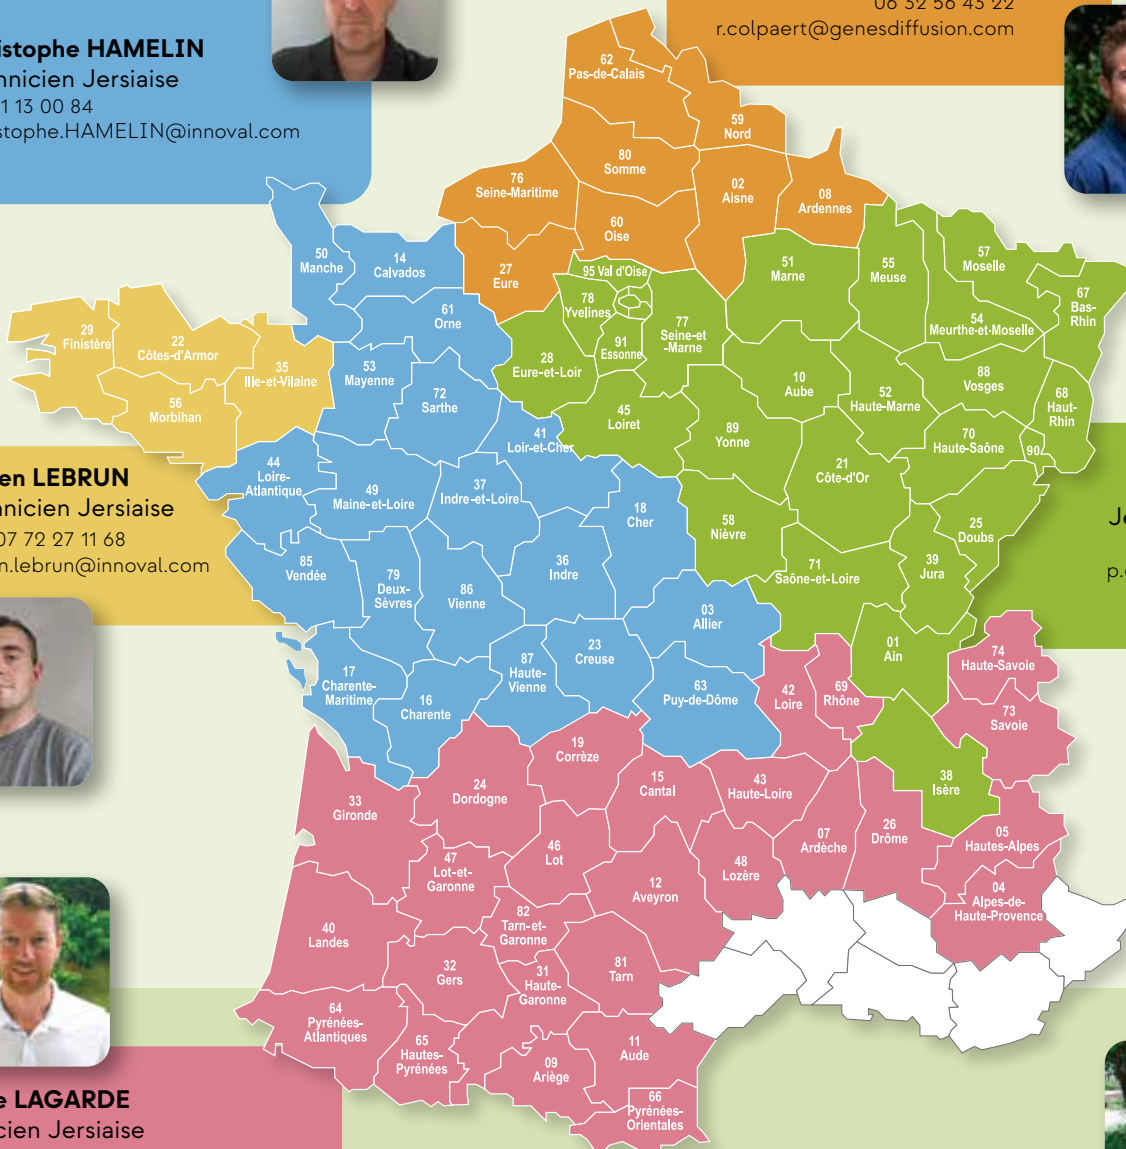 06 32 56 43 22
r.colpaert@genesdiffusion.com
istophe HAMELIN
nnicien Jersiaise
1 13 00 84
stophe.HAMELIN@innoval.com
62
Pas-de-Calais
59
Nord
80
Somme
76
Seine-Maritime
02
Aisne
08
Ardennes
60
Oise
27
Eure
50
Manche
14
Calvados
61
Orne
95 Val d'Oise
78
Yvelines
91
Essonne
77
Seine-et
-Marne
51
Marne
55
Meuse
57
Moselle
54
Meurthe-et-Moselle
67
Bas-
Rhin
29
Finistère
22
Côtes-d'Armor
35
Ille-et-Vilaine
56
Morbihan
53
Mayenne
72
Sarthe
28
Eure-et-Loir
45
Loiret
10
Aube
52
Haute-Marne
88
Vosges
68
Haut-
Rhin
41
Loir-et-Cher
89
Yonne
21
Côte-d'Or
70
Haute-Saône
90
en LEBRUN
nnicien Jersiaise
07 72 27 11 68
n.lebrun@innoval.com
44
Loire-
Atlantique
49
Maine-et-Loire
37
Indre-et-Loire
18
Cher
58
Nièvre
25
Doubs
39
Jura
71
Saône-et-Loire
Je
p.
85
Vendée
79
Deux-
Sèvres
86
Vienne
36
Indre
03
Allier
01
Ain
74
Haute-Savoie
73
Savoie
17
Charente-
Maritime
16
Charente
87
Haute-
Vienne
23
Creuse
63
Puy-de-Dôme
42
Loire
69
Rhône
38
Isère
19
Corrèze
24
Dordogne
33
Gironde
15
Cantal
43
Haute-Loire
07
Ardèche
26
Drôme
05
Hautes-Alpes
04
Alpes-de-
Haute-Provence
47
Lot-et-
Garonne
46
Lot
48
Lozère
12
Aveyron
40
Landes
82
Tarn-et-
Garonne
32
Gers
31
Haute-
Garonne
81
Tarn
64
Pyrénées-
Atlantiques
65
Hautes-
Pyrénées
09
Ariège
11
Aude
66
Pyrénées-
Orientales
e LAGARDE
cien Jersiaise